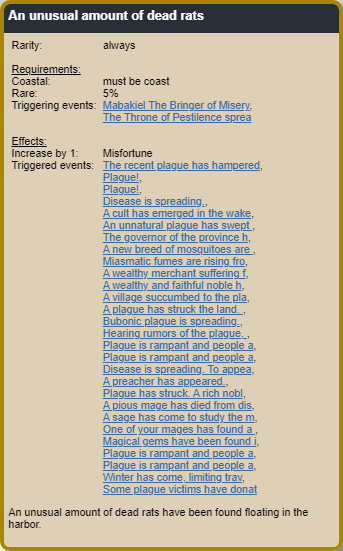 An unusual amount of dead rats
Rarity: always
Requirements:
Coastal: must be coast
Rare: 5%
Triggering events: Mabakiel The Bringer of Misery,
The Throne of Pestilence sprea
Effects:
Increase by 1: Misfortune
Triggered events: The recent plague has hampered,
Plague!,
Plague!,
Disease is spreading.,
A cult has emerged in the wake,
An unnatural plague has swept ,
The governor of the province h,
A new breed of mosquitoes are ,
Miasmatic fumes are rising fro,
A wealthy merchant suffering f,
A wealthy and faithful noble h,
A village succumbed to the pla,
A plague has struck the land. ,
Bubonic plague is spreading.,
Hearing rumors of the plague, ,
Plague is rampant and people a,
Plague is rampant and people a,
Disease is spreading. To appea,
A preacher has appeared.,
Plague has struck. A rich nobl,
A pious mage has died from dis,
A sage has come to study the m,
One of your mages has found a ,
Magical gems have been found i,
Plague is rampant and people a,
Plague is rampant and people a,
Winter has come, limiting trav,
Some plague victims have donat
An unusual amount of dead rats have been found floating in the
harbor.